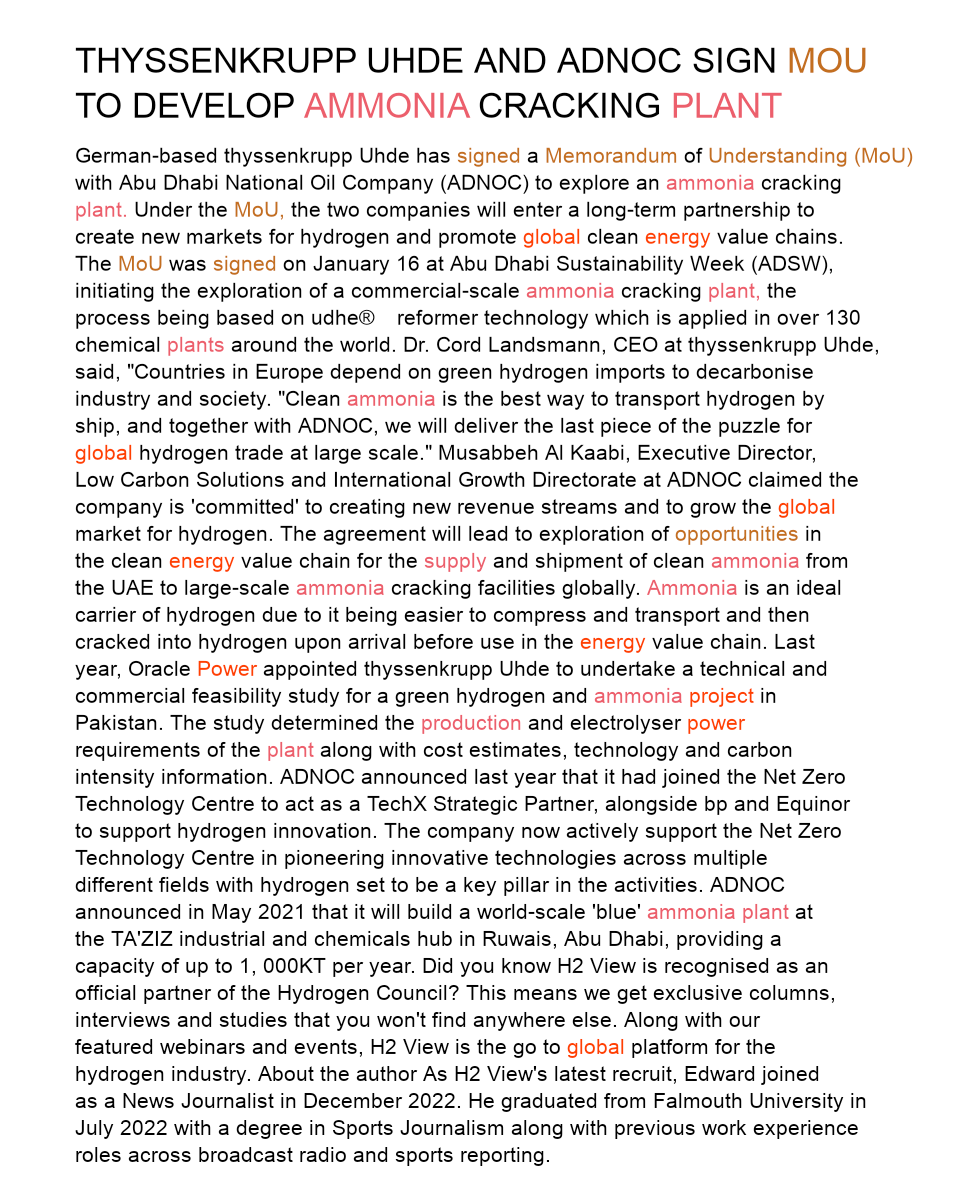 THYSSENKRUPP UHDE AND ADNOC SIGN MOU
TO DEVELOP AMMONIA CRACKING PLANT
German-based thyssenkrupp Uhde has signed a Memorandum of Understanding (MoU)
with Abu Dhabi National Oil Company (ADNOC) to explore an ammonia cracking
plant. Under the MoU, the two companies will enter a long-term partnership to
create new markets for hydrogen and promote global clean energy value chains.
The MoU was signed on January 16 at Abu Dhabi Sustainability Week (ADSW),
initiating the exploration of a commercial-scale ammonia cracking plant, the
process being based on udhe® reformer technology which is applied in over 130
chemical plants around the world. Dr. Cord Landsmann, CEO at thyssenkrupp Uhde,
said, "Countries in Europe depend on green hydrogen imports to decarbonise
industry and society. "Clean ammonia is the best way to transport hydrogen by
ship, and together with ADNOC, we will deliver the last piece of the puzzle for
global hydrogen trade at large scale." Musabbeh Al Kaabi, Executive Director,
Low Carbon Solutions and International Growth Directorate at ADNOC claimed the
company is 'committed' to creating new revenue streams and to grow the global
market for hydrogen. The agreement will lead to exploration of opportunities in
the clean energy value chain for the supply and shipment of clean ammonia from
the UAE to large-scale ammonia cracking facilities globally. Ammonia is an ideal
carrier of hydrogen due to it being easier to compress and transport and then
cracked into hydrogen upon arrival before use in the energy value chain. Last
year, Oracle Power appointed thyssenkrupp Uhde to undertake a technical and
commercial feasibility study for a green hydrogen and ammonia project in
Pakistan. The study determined the production and electrolyser power
requirements of the plant along with cost estimates, technology and carbon
intensity information. ADNOC announced last year that it had joined the Net Zero
Technology Centre to act as a TechX Strategic Partner, alongside bp and Equinor
to support hydrogen innovation. The company now actively support the Net Zero
Technology Centre in pioneering innovative technologies across multiple
different fields with hydrogen set to be a key pillar in the activities. ADNOC
announced in May 2021 that it will build a world-scale 'blue' ammonia plant at
the TA'ZIZ industrial and chemicals hub in Ruwais, Abu Dhabi, providing a
capacity of up to 1, 000KT per year. Did you know H2 View is recognised as an
official partner of the Hydrogen Council? This means we get exclusive columns,
interviews and studies that you won't find anywhere else. Along with our
featured webinars and events, H2 View is the go to global platform for the
hydrogen industry. About the author As H2 View's latest recruit, Edward joined
as a News Journalist in December 2022. He graduated from Falmouth University in
July 2022 with a degree in Sports Journalism along with previous work experience
roles across broadcast radio and sports reporting.